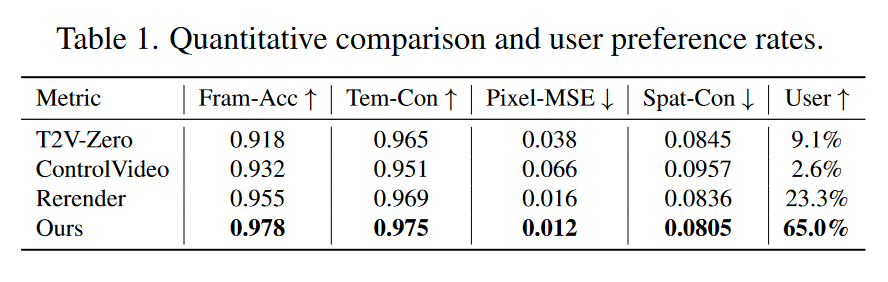 Table 1. Quantitative comparison and user preference rates.
Metric Fram-Acc ↑ Tem-Con ↑ Pixel-MSE ↓ Spat-Con ↓ User ↑
T2V-Zero 0.918 0.965 0.038 0.0845 9.1%
ControlVideo 0.932 0.951 0.066 0.0957 2.6%
Rerender 0.955 0.969 0.016 0.0836 23.3%
Ours 0.978 0.975 0.012 0.0805 65.0%